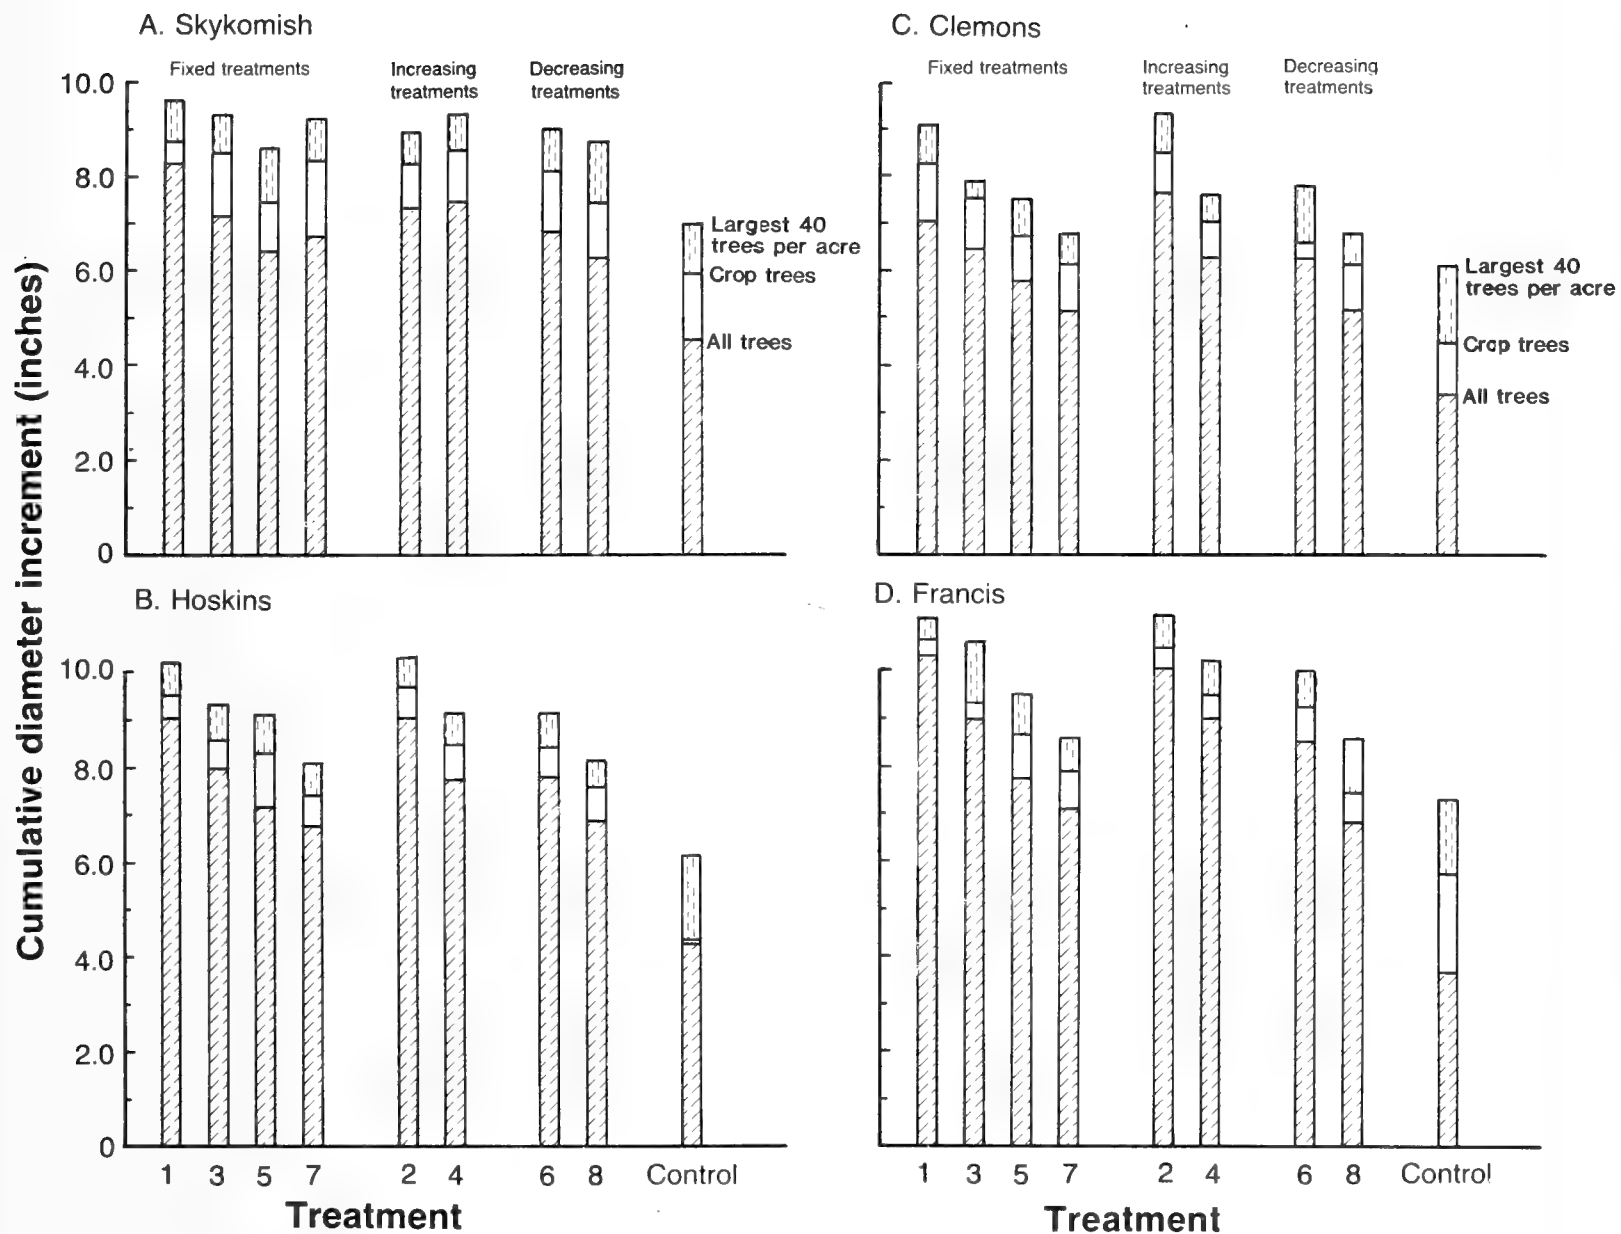 A. Skykomish
Fixed treatments
Increasing
treatments
Decreasing
treatments
10.0
8.0
6.0
4.0
2.0
0
Largest 40
trees per acre
Crop trees
All trees
C. Clemons
Fixed treatments
Increasing
treatments
Decreasing
treatments
Largest 40
trees per acre
Crop trees
All trees
Cumulative diameter increment (inches)
B. Hoskins
10.0
8.0
6.0
4.0
2.0
0
1 3 5 7 2 4 6 8 Control
Treatment
D. Francis
1 3 5 7 2 4 6 8 Control
Treatment